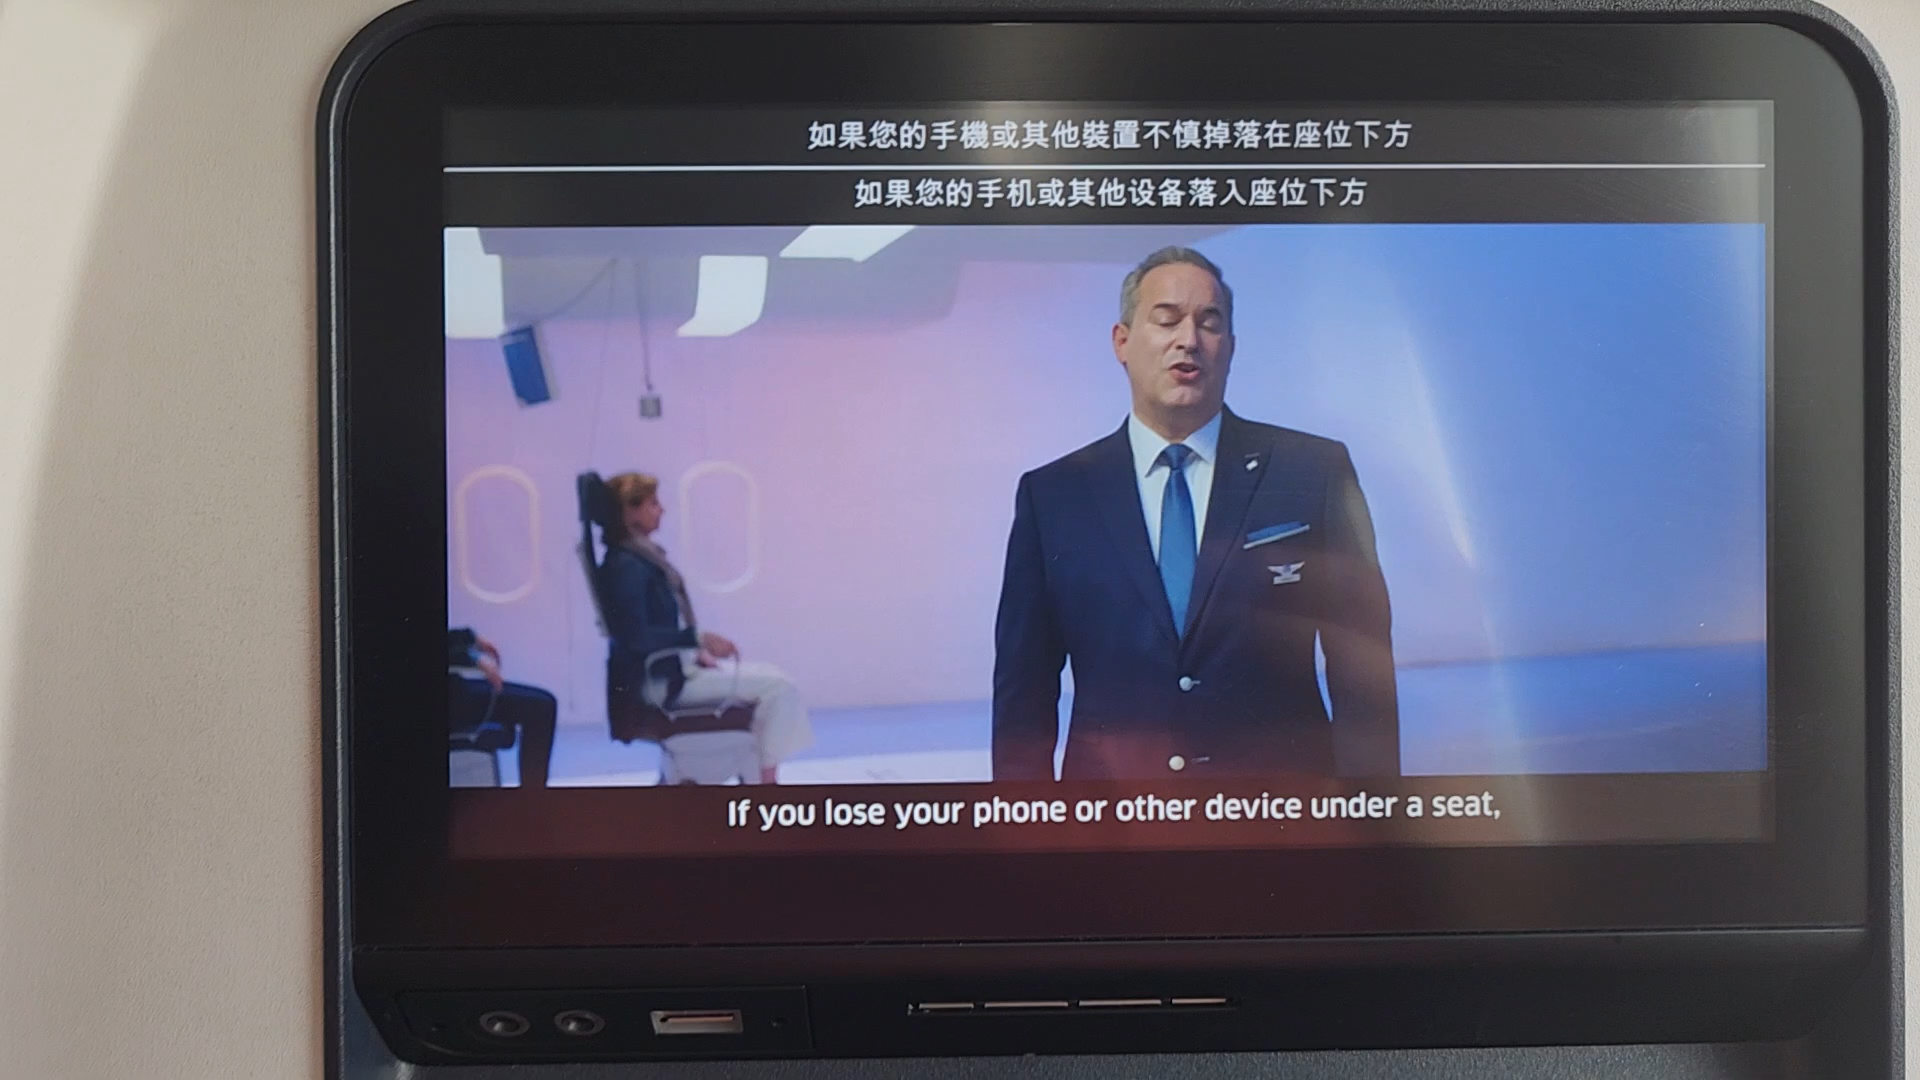 如果您的手機或其他裝置不慎掉落在座位下方
如果您的手机或其他设备落入座位下方
If you lose your phone or other device under a seat,